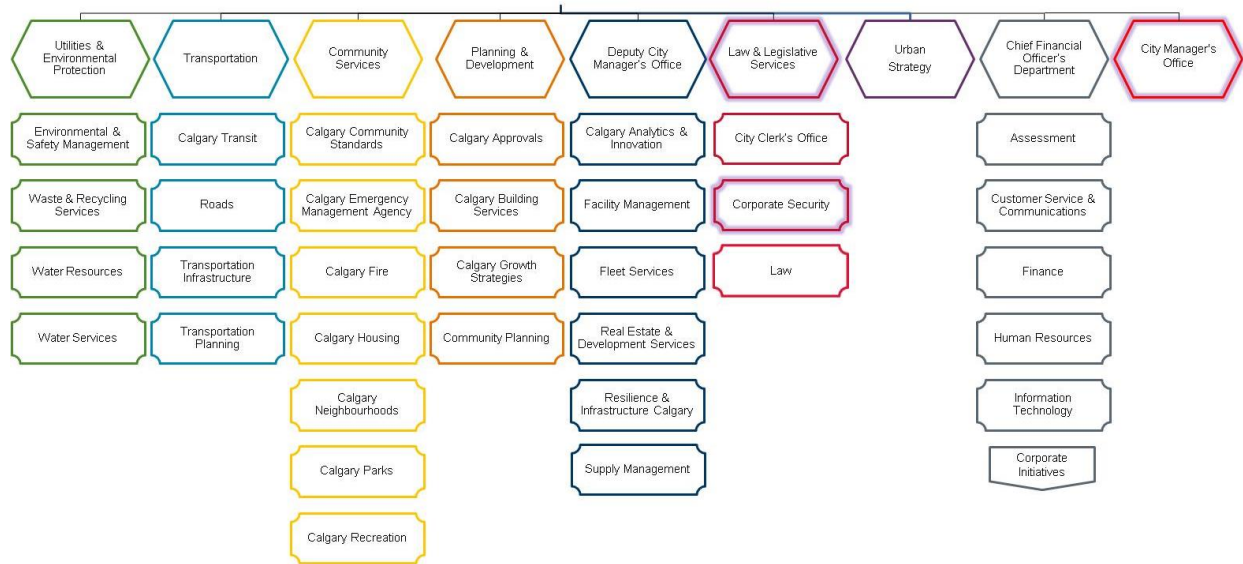 Utilities &
Environmental
Protection
Transportation
Community
Services
Planning &
Development
Deputy City
Manager's Office
Law & Legislative
Services
Urban
Strategy
Chief Financial
Officer's
Department
City Manager's
Office
Environmental &
Safety Management
Calgary Transit
Calgary Community
Standards
Calgary Approvals
Calgary Analytics &
Innovation
City Clerk's Office
Assessment
Waste & Recycling
Services
Roads
Calgary Emergency
Management Agency
Calgary Building
Services
Facility Management
Corporate Security
Customer Service &
Communications
Water Resources
Transportation
Infrastructure
Calgary Fire
Calgary Growth
Strategies
Fleet Services
Law
Finance
Water Services
Transportation
Planning
Calgary Housing
Community Planning
Real Estate &
Development Services
Human Resources
Calgary
Neighbourhoods
Resilience &
Infrastructure Calgary
Information
Technology
Calgary Parks
Supply Management
Corporate
Initiatives
Calgary Recreation